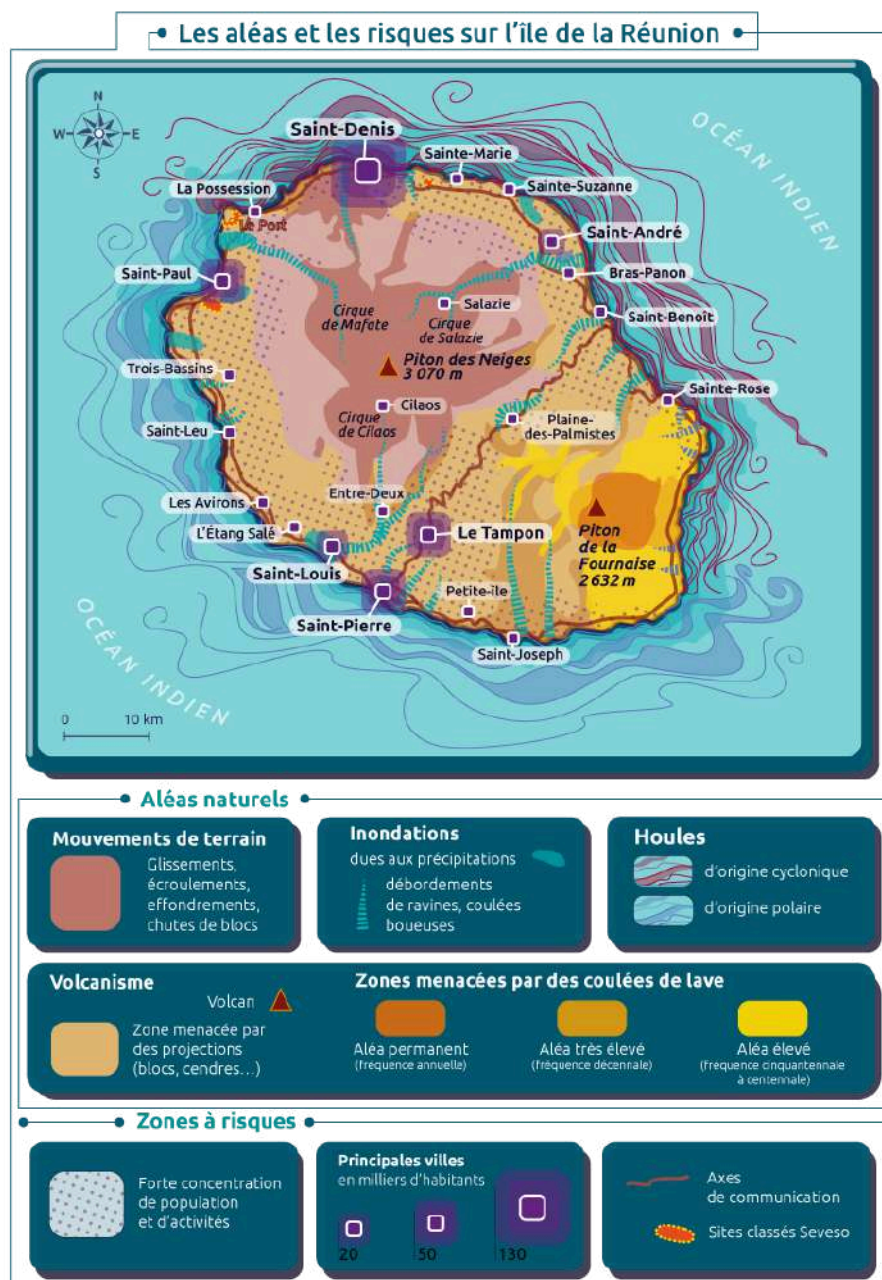 Les aléas et les risques sur l'île de la Réunion
N
W
E
S
OCÉAN INDIEN
Saint-Denis
Sainte-Marie
Sainte-Suzanne
La Possession
Le Port
Saint-André
Saint-Paul
Bras-Panon
Salazie
Cirque
de Mafate
Cirque
de Salazie
Saint-Benoît
Piton des Neiges
3 070 m
Trois-Bassins
Sainte-Rose
Cilaos
Cirque
de Cilaos
Plaine-
des-Palmistes
Saint-Leu
Entre-Deux
Les Avirons
L'Étang Salé
Le Tampon
Piton
de la
Fournaise
2 632 m
Saint-Louis
Petite-île
Saint-Pierre
Saint-Joseph
OCÉAN INDIEN
0 10 km
Aléas naturels
Mouvements de terrain
Glissements,
écroulements,
effondrements,
chutes de blocs
Inondations
dues aux précipitations
débordements
de ravines, coulées
boueuses
Houles
d'origine cyclonique
d'origine polaire
Volcanisme
Volcan
Zone menacée par
des projections
(blocs, cendres...)
Zones menacées par des coulées de lave
Aléa permanent
(fréquence annuelle)
Aléa très élevé
(fréquence décennale)
Aléa élevé
(fréquence cinquantennale
à centennale)
Zones à risques
Forte concentration
de population
et d'activités
Principales villes
en milliers d'habitants
20 50 130
Axes
de communication
Sites classés Seveso